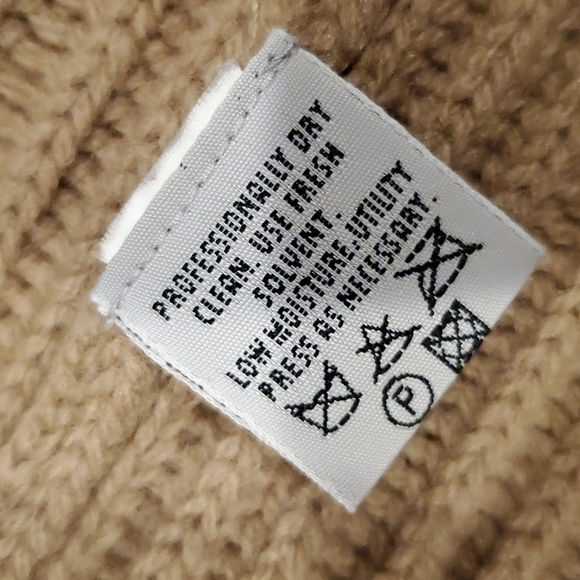 PROFESSIONALLY DRY
CLEAN. USE FRESH
SOLVENT.
LOW MOISTURE. UTILITY
PRESS AS NECESSARY.
P